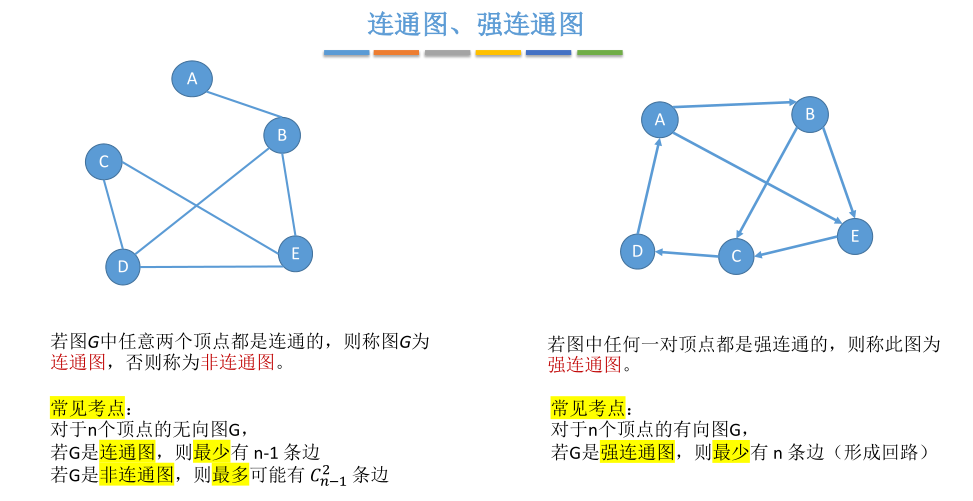 连通图、强连通图
A
B
C
D
E
A
B
E
D
C
若图G中任意两个顶点都是连通的，则称图G为
连通图，否则称为非连通图。
常见考点：
对于n个顶点的无向图G，
若G是连通图，则最少有 n-1 条边
若G是非连通图，则最多可能有 $C_{n-1}^{2}$ 条边
若图中任何一对顶点都是强连通的，则称此图为
强连通图。
常见考点：
对于n个顶点的有向图G，
若G是强连通图，则最少有 n 条边（形成回路）